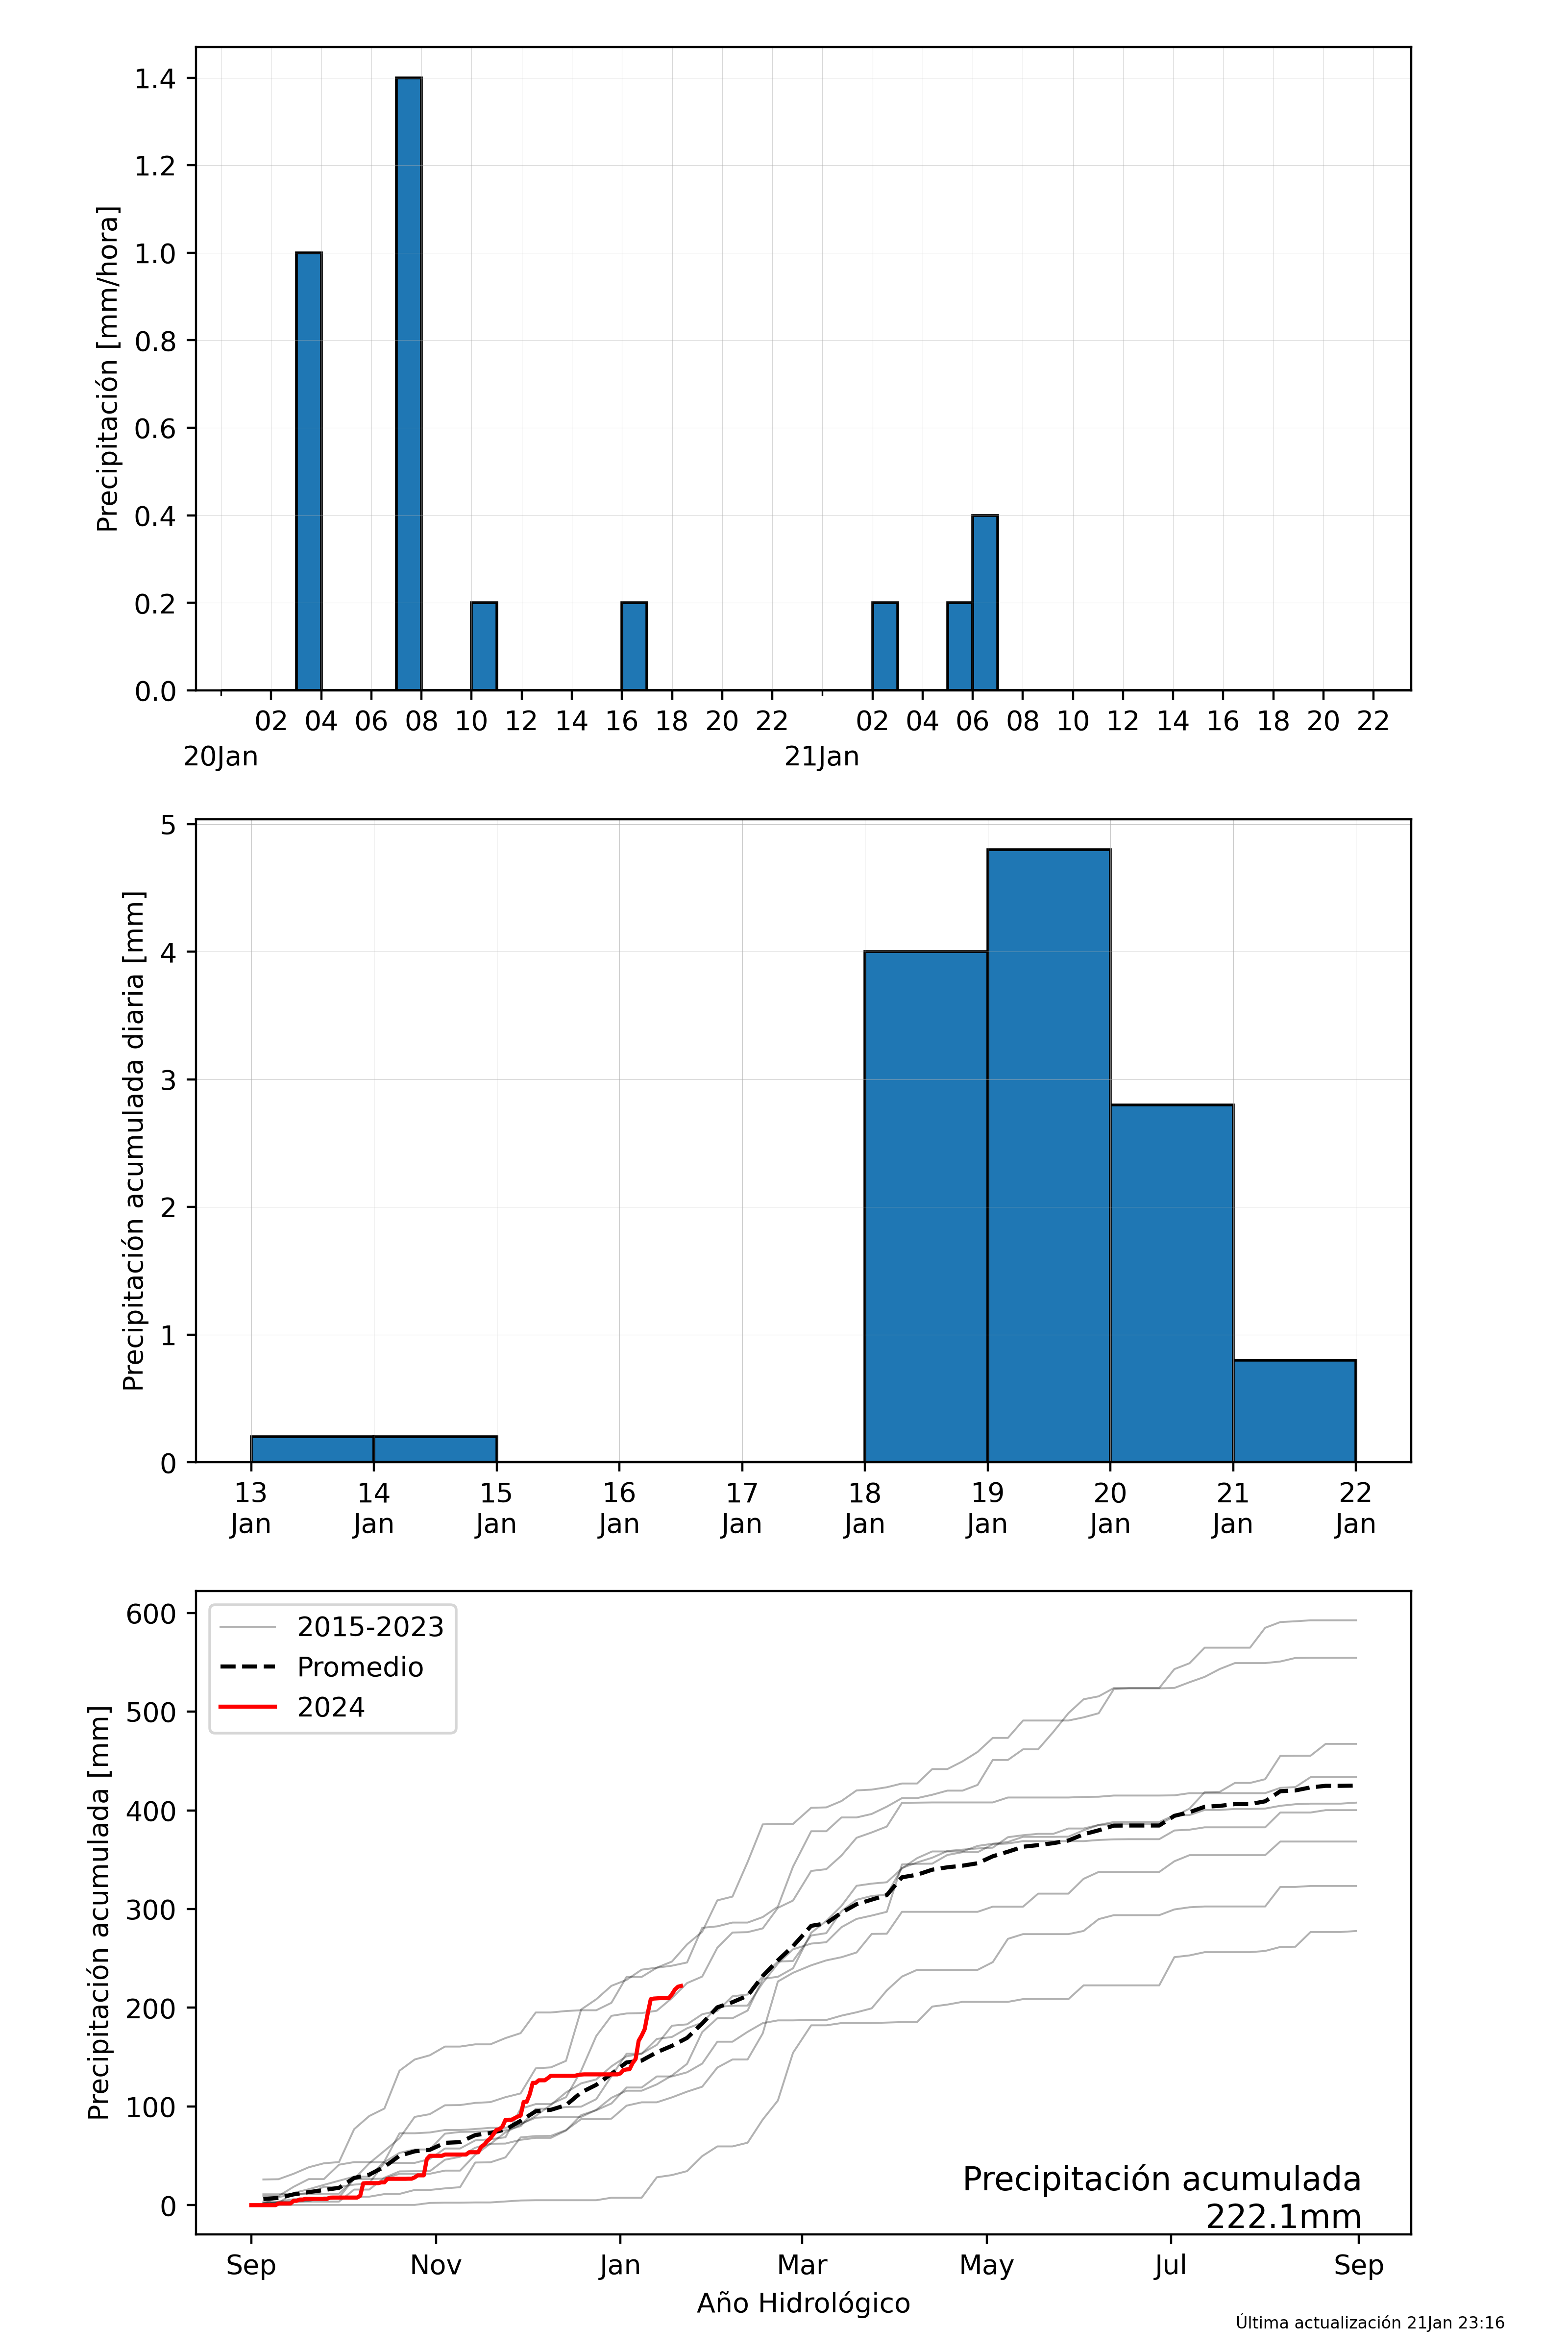 1.4
1.2
1.0
0.8
0.6
0.4
0.2
0.0
Precipitación [mm/hora]
02 04 06 08 10 12 14 16 18 20 22 02 04 06 08 10 12 14 16 18 20 22
20Jan 21Jan
5
4
3
2
1
0
Precipitación acumulada diaria [mm]
13 14 15 16 17 18 19 20 21 22
Jan Jan Jan Jan Jan Jan Jan Jan Jan Jan
600
500
400
300
200
100
0
Precipitación acumulada [mm]
2015-2023
Promedio
2024
Precipitación acumulada
222.1mm
Sep Nov Jan Mar May Jul Sep
Año Hidrológico
Última actualización 21Jan 23:16